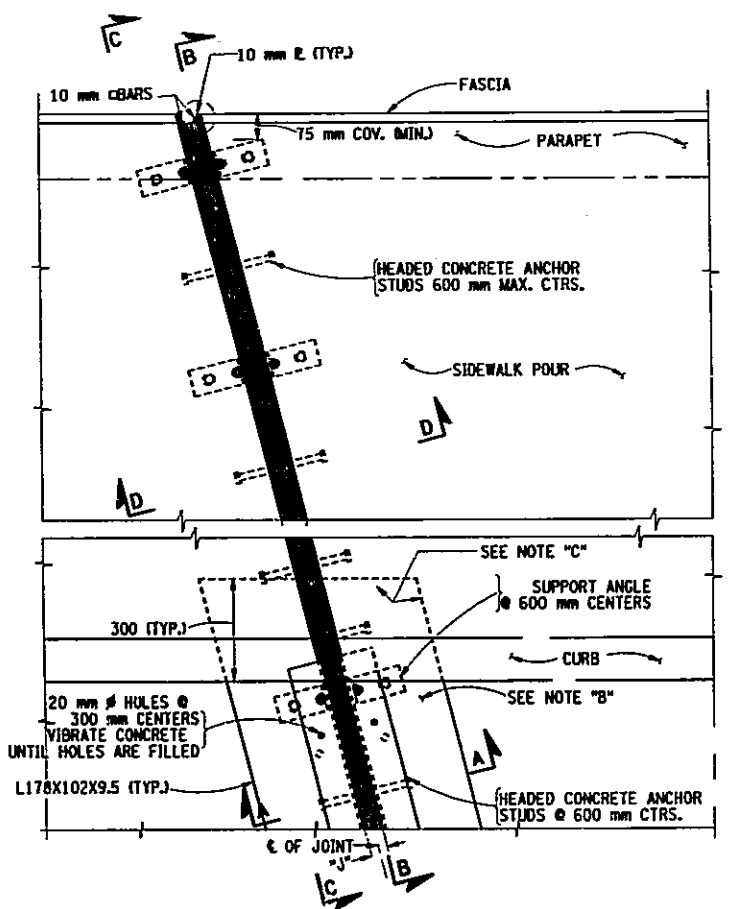 C
B
10 mm ℄ (TYP.)
10 mm □BARS
FASCIA
75 mm COV. (MIN.)
PARAPET
HEADED CONCRETE ANCHOR
STUDS 600 mm MAX. CTRS.
SIDEWALK POUR
D
D
SEE NOTE "C"
SUPPORT ANGLE
@ 600 mm CENTERS
300 (TYP.)
CURB
20 mm ø HOLES @
300 mm CENTERS
VIBRATE CONCRETE
UNTIL HOLES ARE FILLED
SEE NOTE "B"
A
L178X102X9.5 (TYP.)
A
HEADED CONCRETE ANCHOR
STUDS @ 600 mm CTRS.
℄ OF JOINT
"J"
C
B